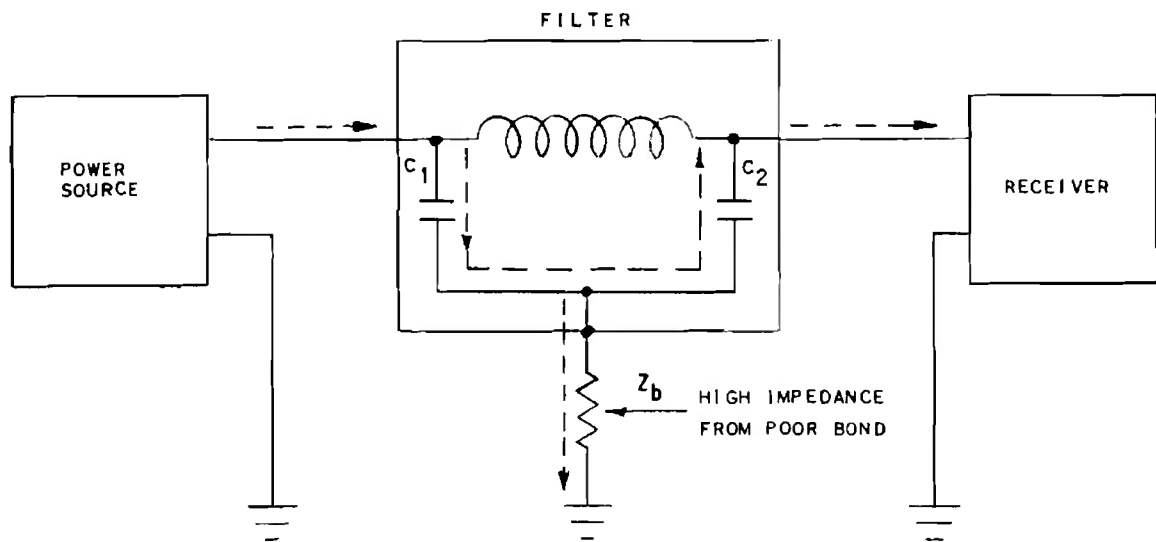 FILTER
POWER
SOURCE
C1
C2
RECEIVER
Zb
HIGH IMPEDANCE
FROM POOR BOND